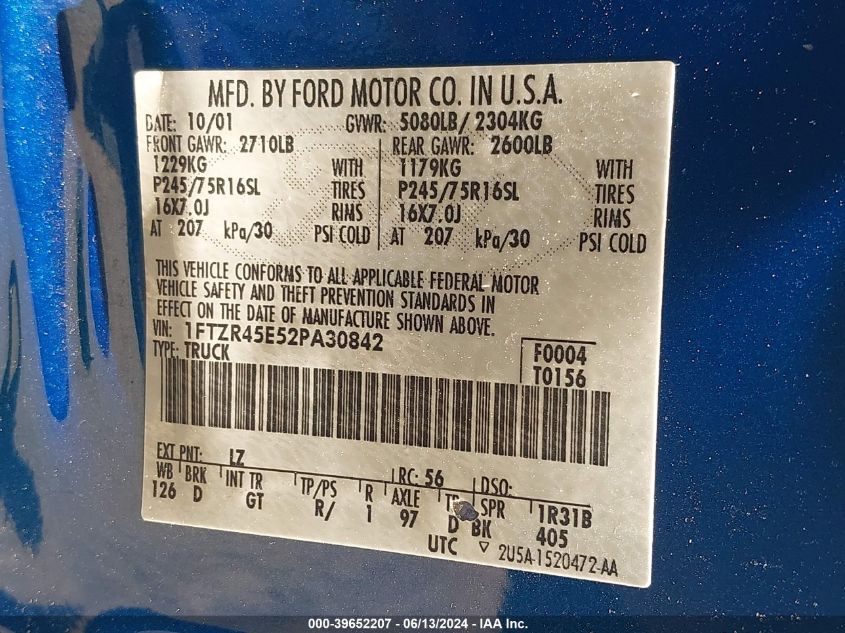 MFD. BY FORD MOTOR CO. IN U.S.A.
DATE: 10/01 GVWR: 5080LB/ 2304KG
FRONT GAWR: 2710LB REAR GAWR: 2600LB
1229KG WITH 1179KG WITH
P245/75R16SL TIRES P245/75R16SL TIRES
16X7.0J RIMS 16X7.0J RIMS
AT 207 kPa/30 PSI COLD AT 207 kPa/30 PSI COLD
THIS VEHICLE CONFORMS TO ALL APPLICABLE FEDERAL MOTOR
VEHICLE SAFETY AND THEFT PREVENTION STANDARDS IN
EFFECT ON THE DATE OF MANUFACTURE SHOWN ABOVE.
VIN: 1FTZR45E52PA30842 F0004
TYPE: TRUCK T0156
EXT PNT: LZ RC: 56 DSO:
WB BRK INT TR TP/PS R AXLE SPR 1R31B
126 D GT R/ 1 97 D BK 405
UTC 2U5A-1520472-AA
000-39652207 - 06/13/2024 - IAA Inc.